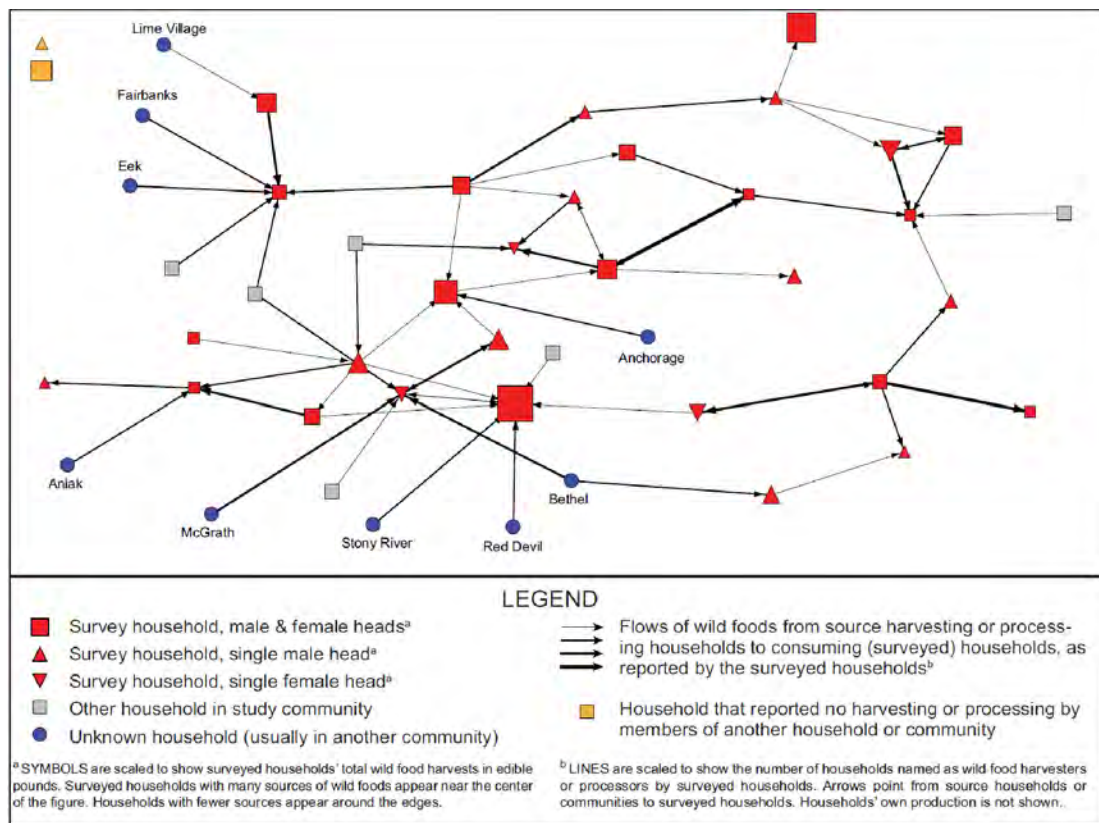 Lime Village
Fairbanks
Eek
Anchorage
Aniak
McGrath
Stony River
Red Devil
Bethel
LEGEND
Survey household, male & female headsª
Survey household, single male headª
Survey household, single female headª
Other household in study community
Unknown household (usually in another community)
ª SYMBOLS are scaled to show surveyed households' total wild food harvests in edible
pounds. Surveyed households with many sources of wild foods appear near the center
of the figure. Households with fewer sources appear around the edges.
Flows of wild foods from source harvesting or process-
ing households to consuming (surveyed) households, as
reported by the surveyed householdsᵇ
Household that reported no harvesting or processing by
members of another household or community
ᵇ LINES are scaled to show the number of households named as wild food harvesters
or processors by surveyed households. Arrows point from source households or
communities to surveyed households. Households' own production is not shown..